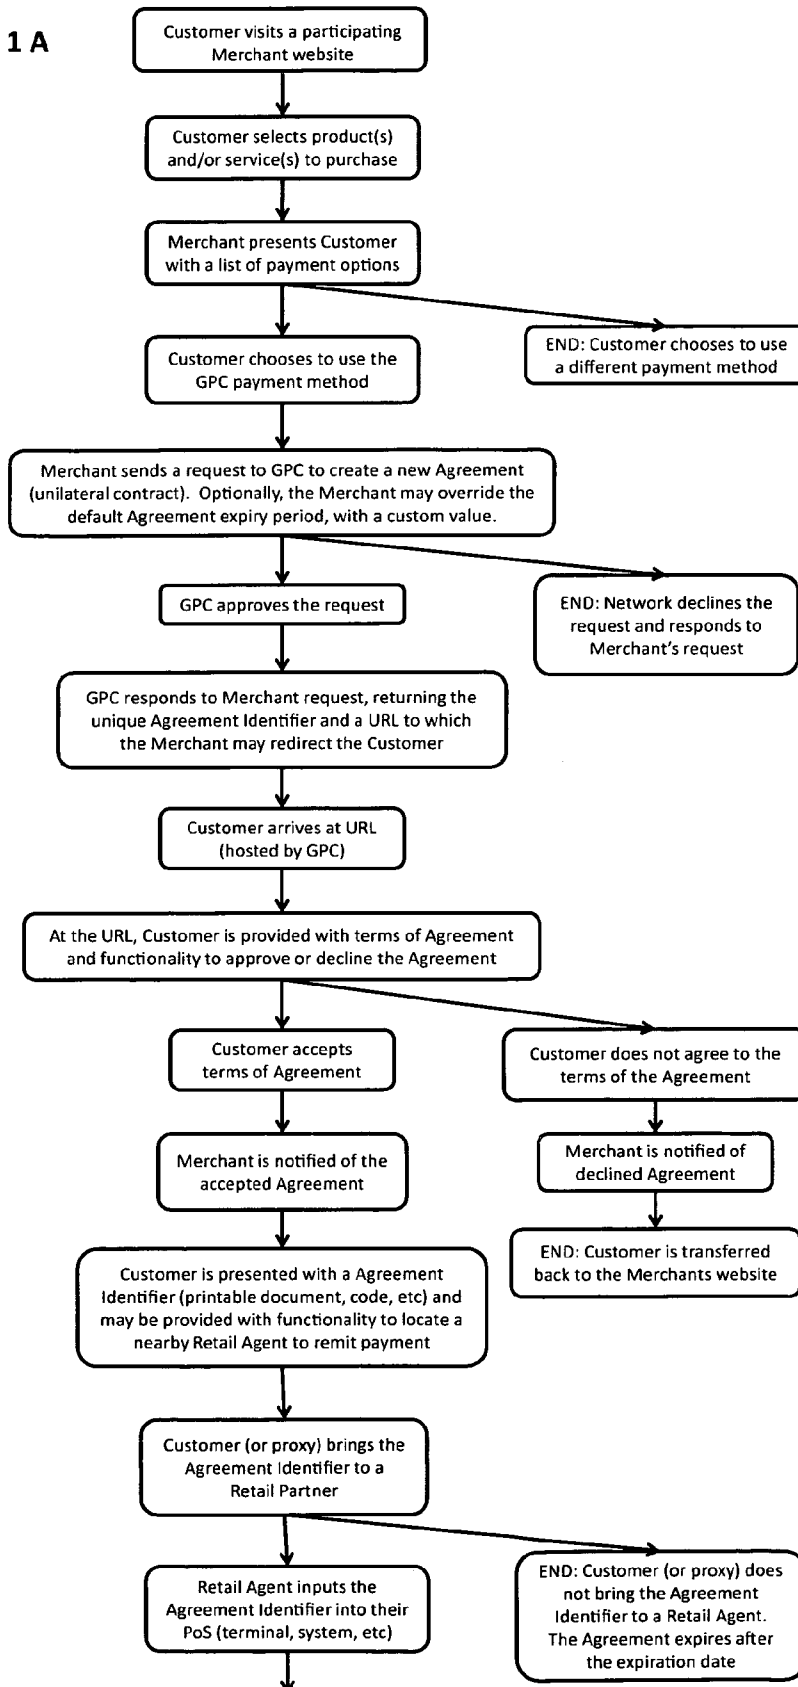 1 A
Customer visits a participating
Merchant website
Customer selects product(s)
and/or service(s) to purchase
Merchant presents Customer
with a list of payment options
Customer chooses to use the
GPC payment method
END: Customer chooses to use
a different payment method
Merchant sends a request to GPC to create a new Agreement
(unilateral contract). Optionally, the Merchant may override the
default Agreement expiry period, with a custom value.
GPC approves the request
END: Network declines the
request and responds to
Merchant's request
GPC responds to Merchant request, returning the
unique Agreement Identifier and a URL to which
the Merchant may redirect the Customer
Customer arrives at URL
(hosted by GPC)
At the URL, Customer is provided with terms of Agreement
and functionality to approve or decline the Agreement
Customer accepts
terms of Agreement
Customer does not agree to the
terms of the Agreement
Merchant is notified of the
accepted Agreement
Merchant is notified of
declined Agreement
END: Customer is transferred
back to the Merchants website
Customer is presented with a Agreement
Identifier (printable document, code, etc) and
may be provided with functionality to locate a
nearby Retail Agent to remit payment
Customer (or proxy) brings the
Agreement Identifier to a
Retail Partner
Retail Agent inputs the
Agreement Identifier into their
PoS (terminal, system, etc)
END: Customer (or proxy) does
not bring the Agreement
Identifier to a Retail Agent.
The Agreement expires after
the expiration date